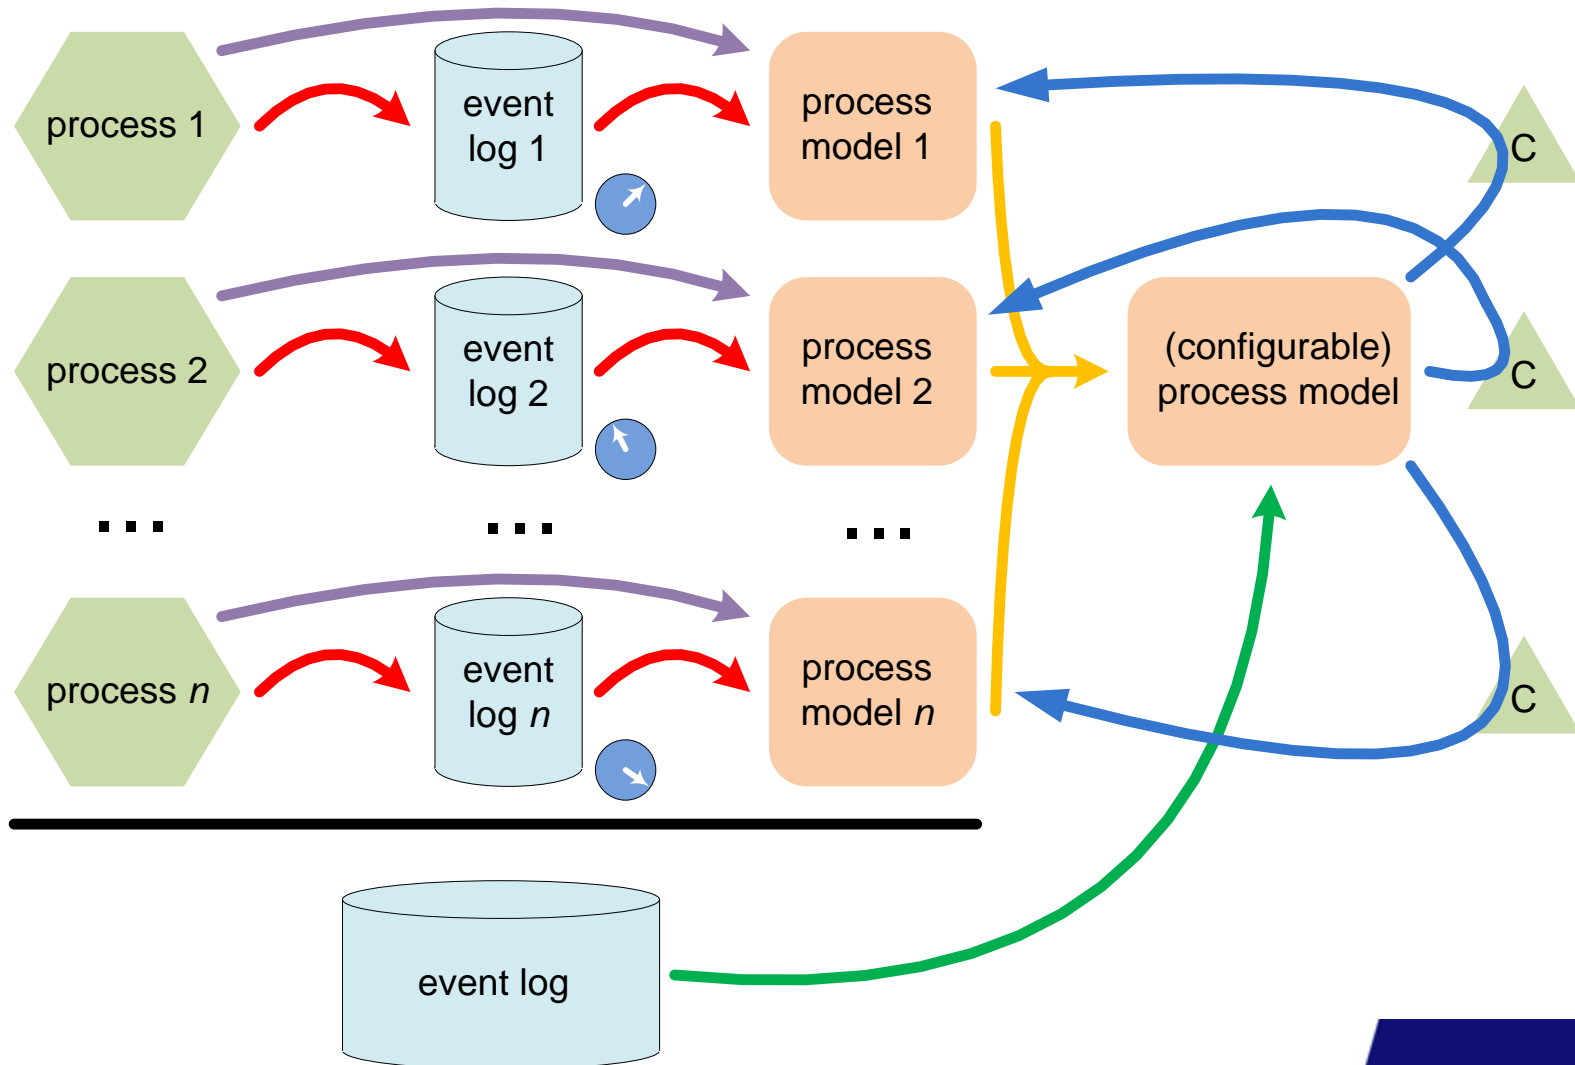 process 1
event
log 1
process
model 1
C
process 2
event
log 2
process
model 2
(configurable)
process model
C
...
...
...
process n
event
log n
process
model n
C
event log